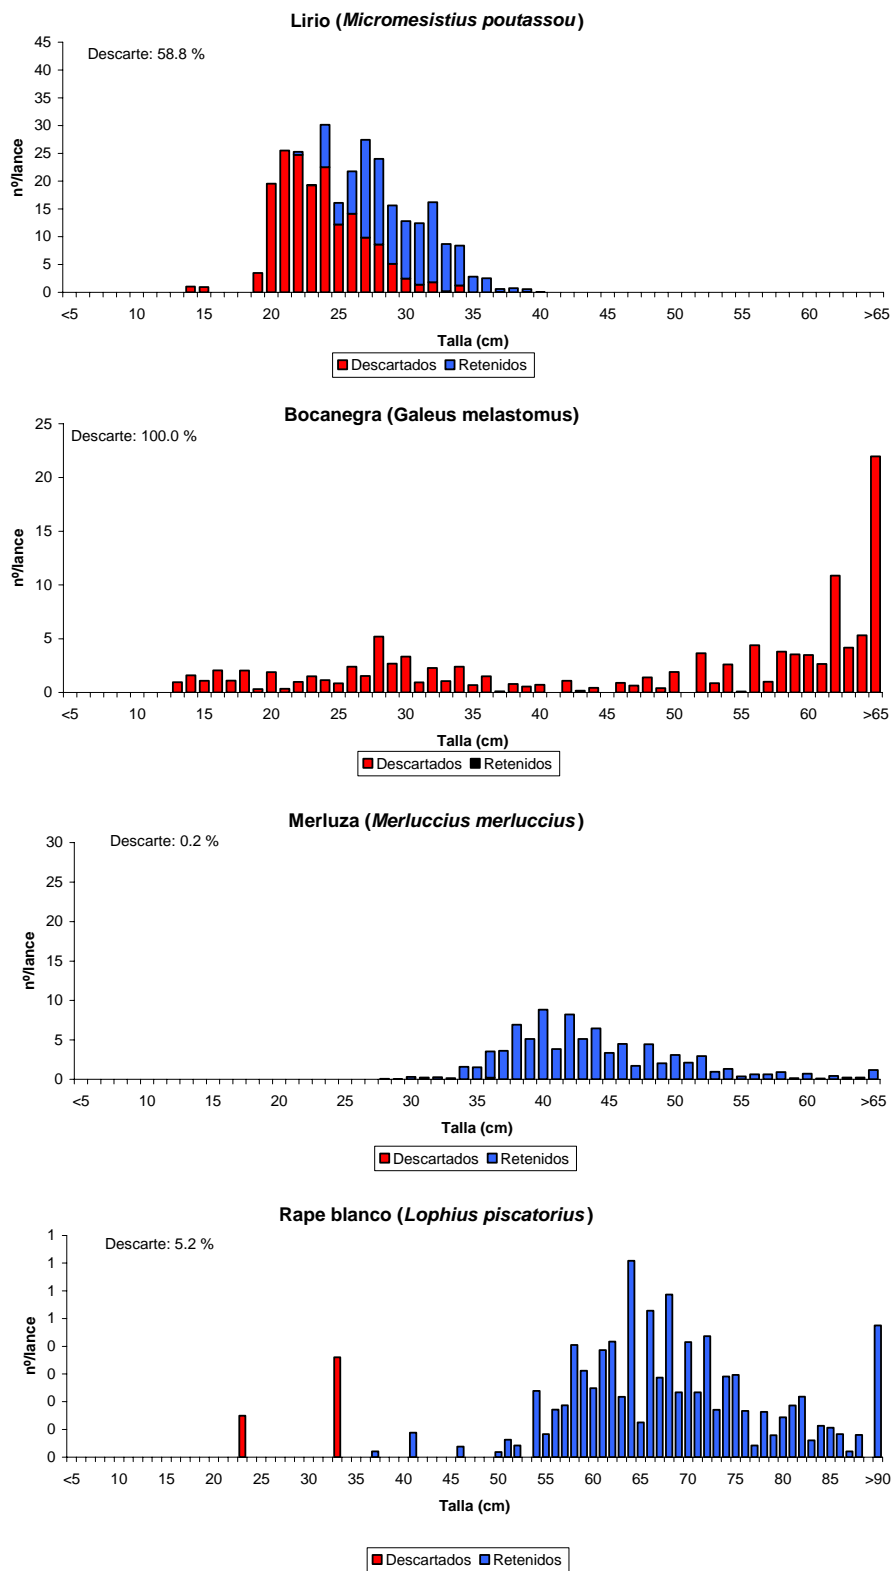 Lirio (Micromesistius poutassou)
Descarte: 58.8 %
45
40
35
30
25
20
15
10
5
0
nº/lance
<5 10 15 20 25 30 35 40 45 50 55 60 >65
Talla (cm)
Descartados Retenidos
Bocanegra (Galeus melastomus)
Descarte: 100.0 %
25
20
15
10
5
0
nº/lance
<5 10 15 20 25 30 35 40 45 50 55 60 >65
Talla (cm)
Descartados Retenidos
Merluza (Merluccius merluccius)
Descarte: 0.2 %
30
25
20
15
10
5
0
nº/lance
<5 10 15 20 25 30 35 40 45 50 55 60 >65
Talla (cm)
Descartados Retenidos
Rape blanco (Lophius piscatorius)
Descarte: 5.2 %
1
1
1
1
0
0
0
0
0
nº/lance
<5 10 15 20 25 30 35 40 45 50 55 60 65 70 75 80 85 >90
Talla (cm)
Descartados Retenidos